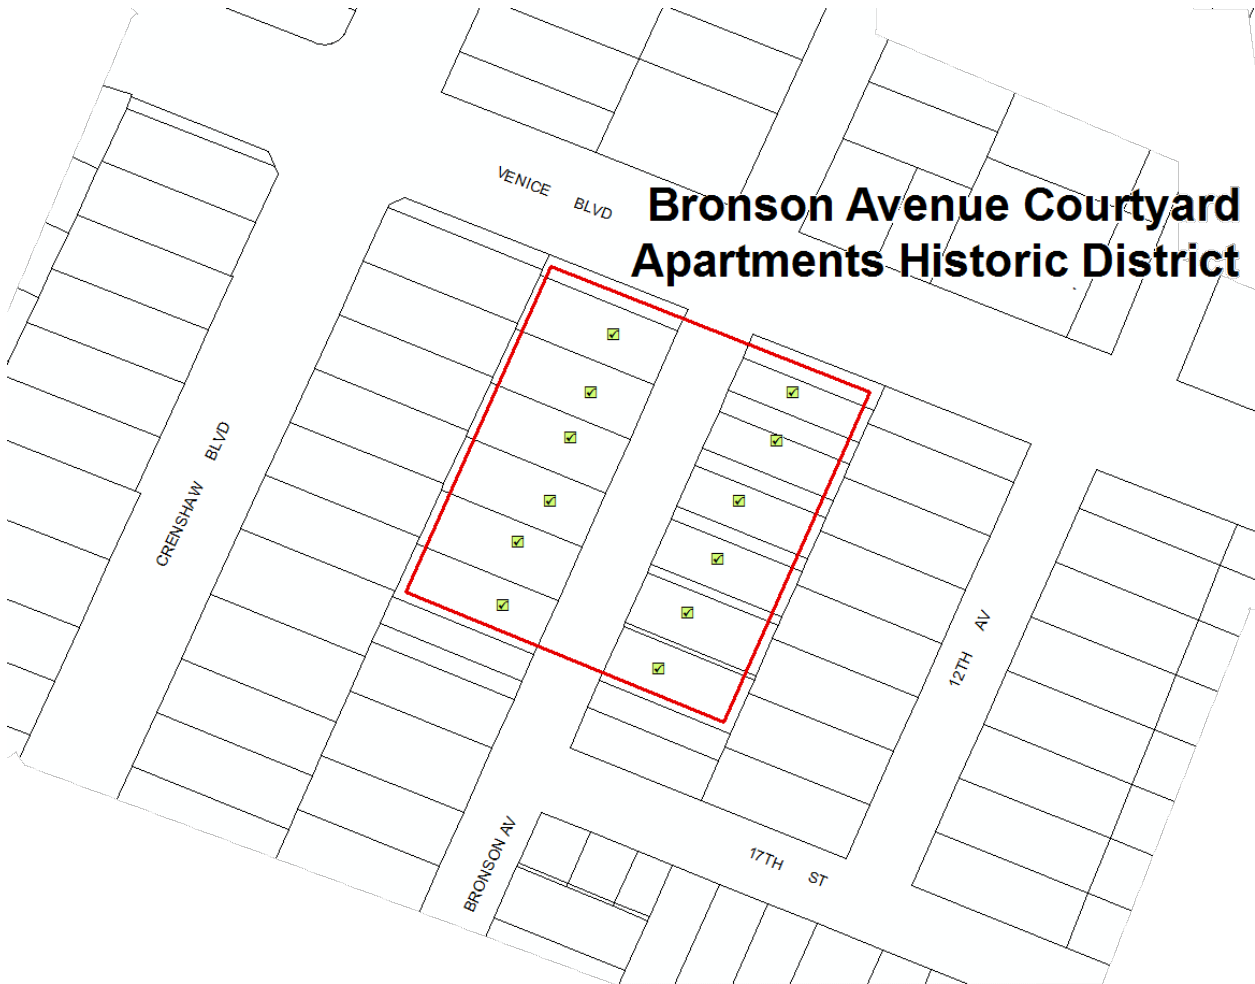 VENICE BLVD
Bronson Avenue Courtyard
Apartments Historic District
CRENSHAW BLVD
12TH AV
BRONSON AV
17TH ST